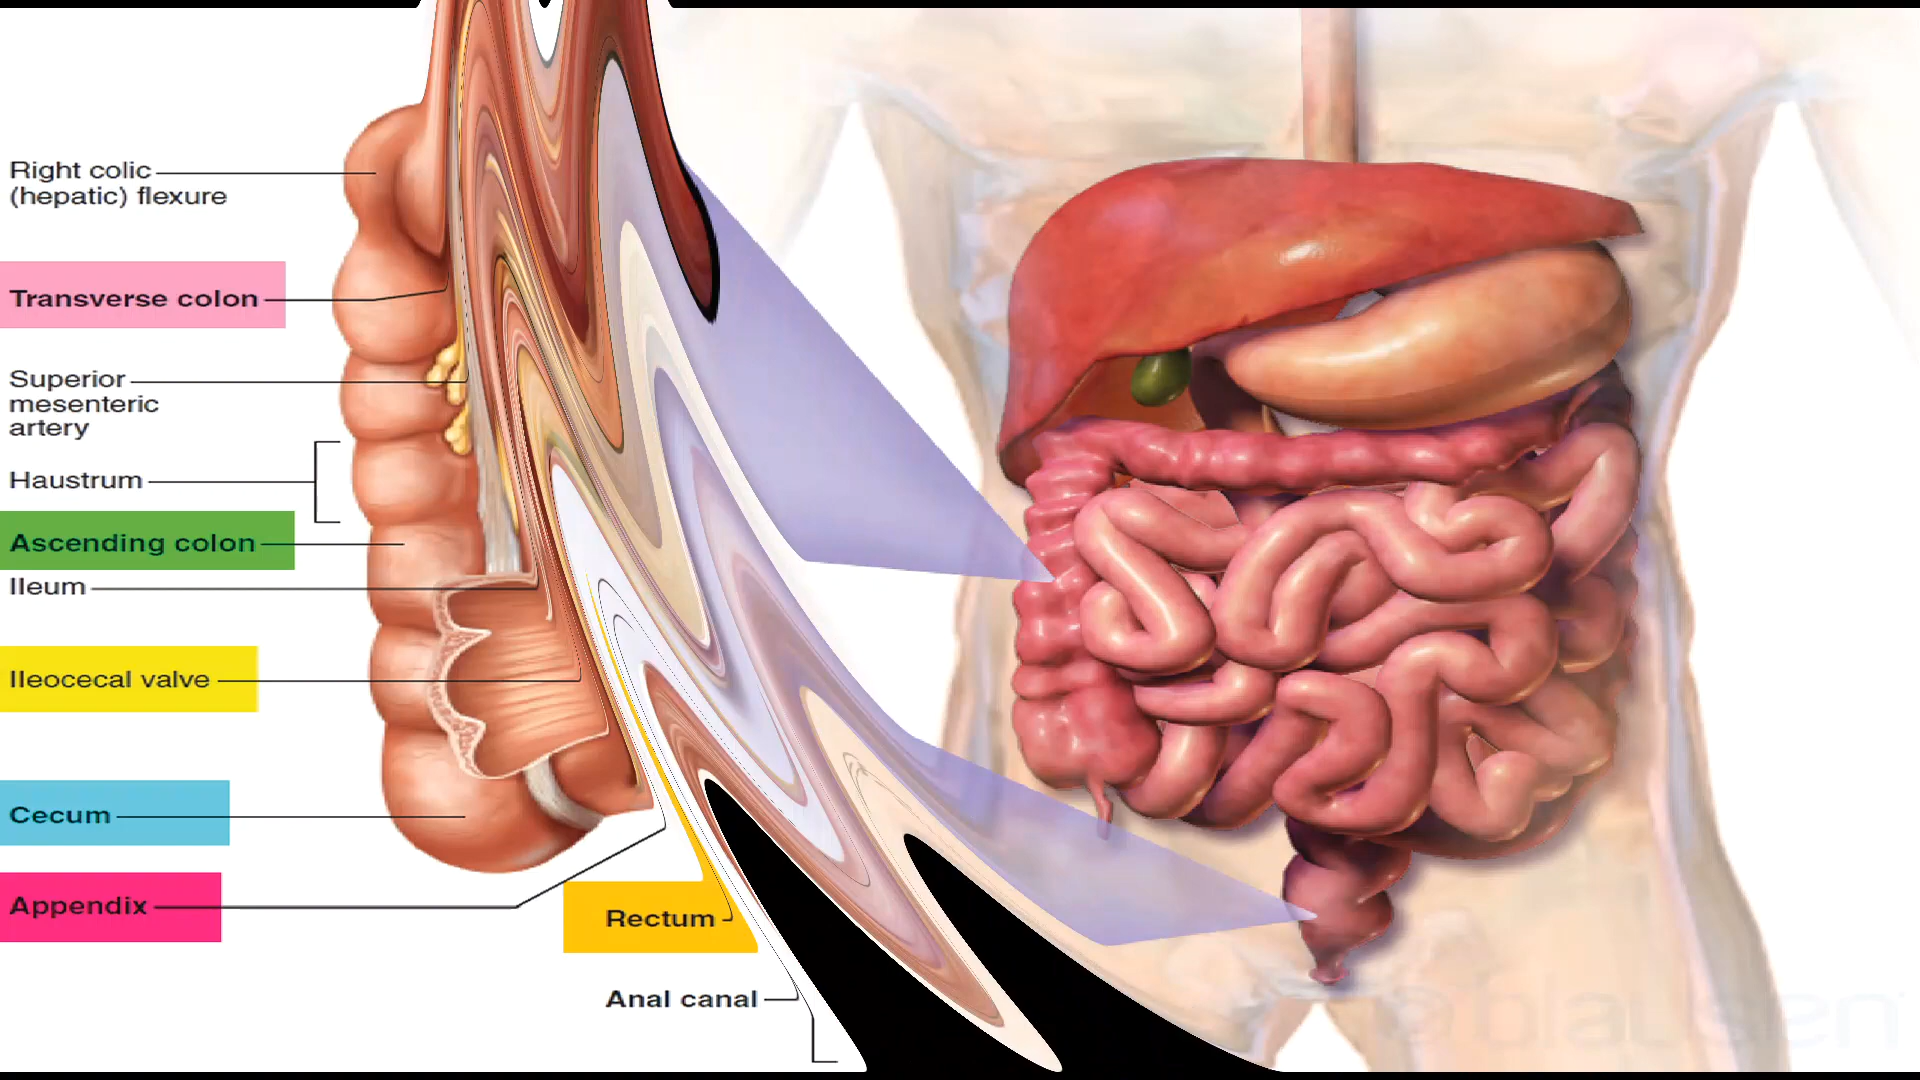 Right colic
(hepatic) flexure
Transverse colon
Superior
mesenteric
artery
Haustrum
Ascending colon
Ileum
Ileocecal valve
Cecum
Appendix
Rectum
Anal canal